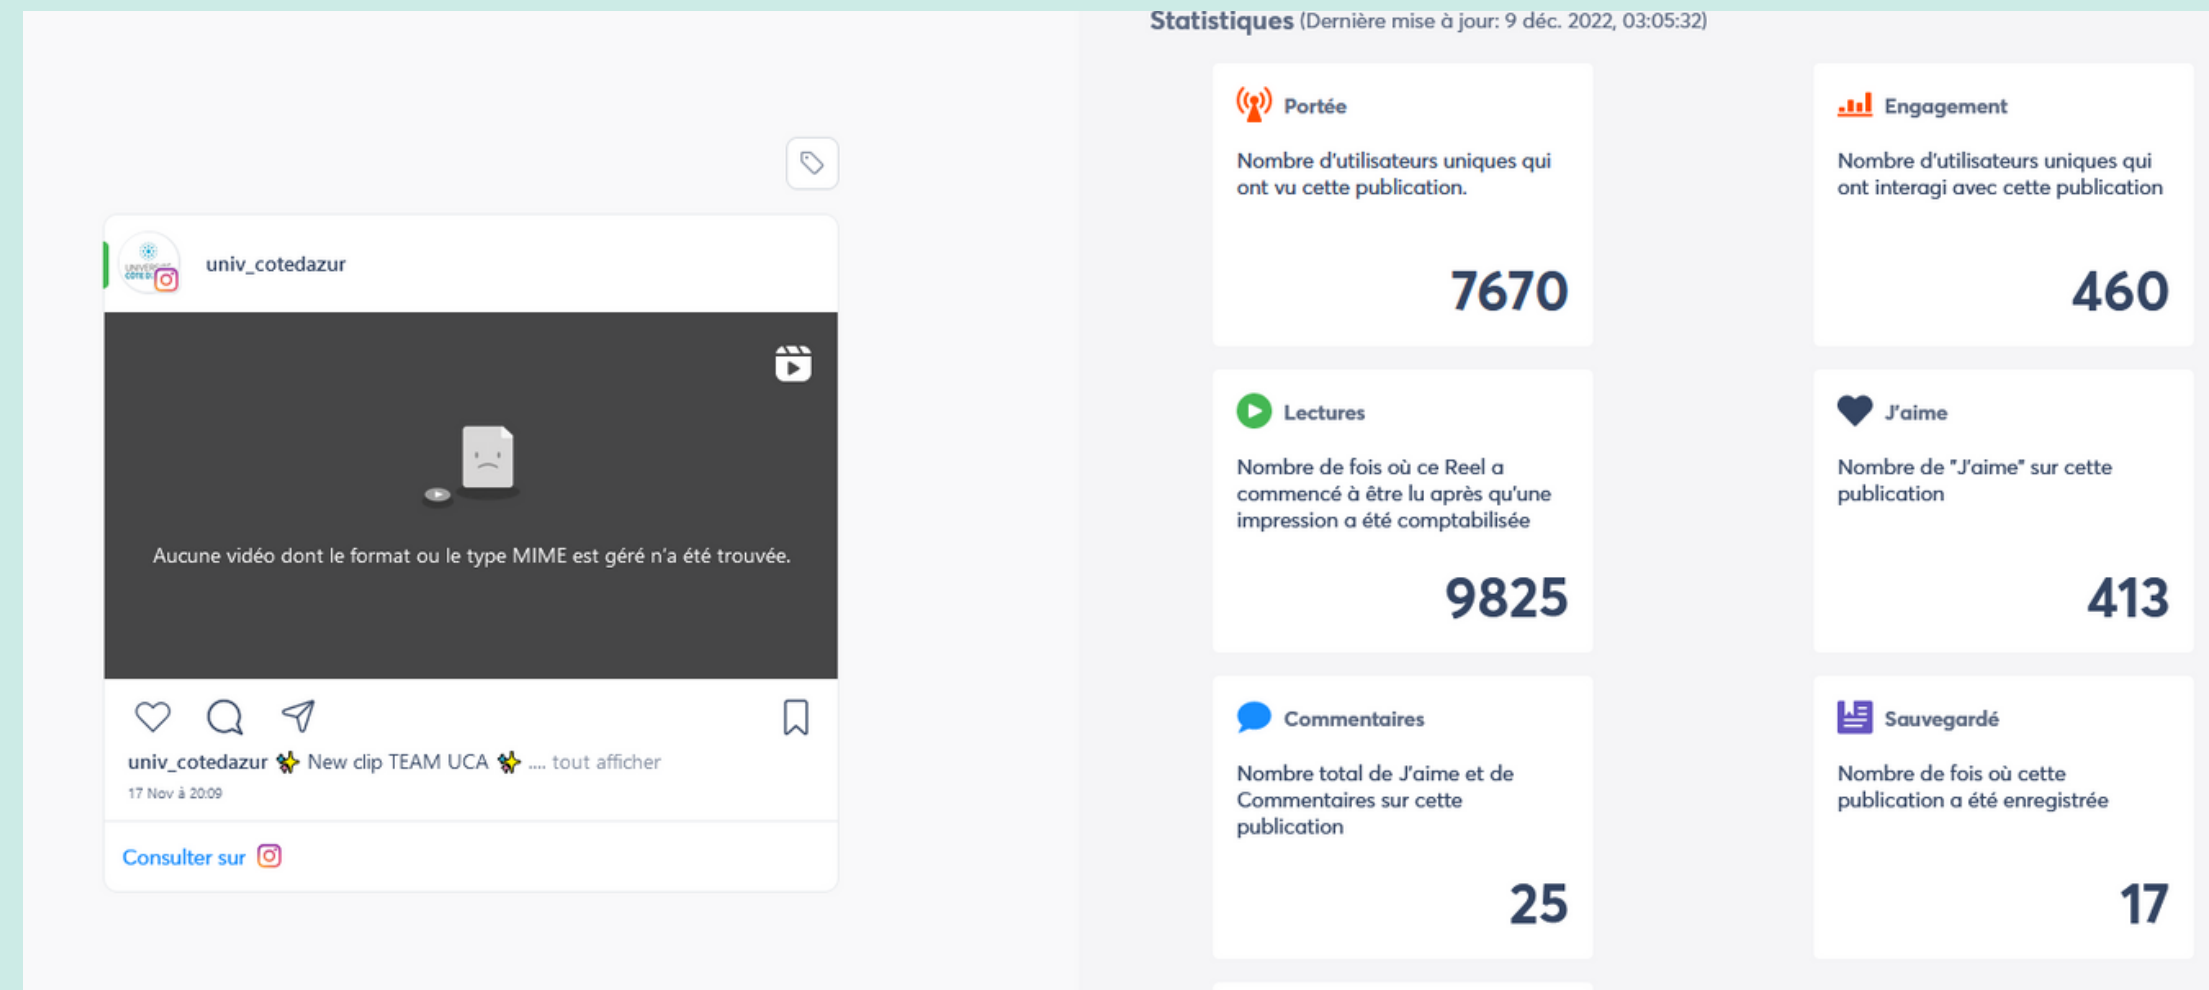 Statistiques (Dernière mise à jour: 9 déc. 2022, 03:05:32)
univ_cotedazur
Aucune vidéo dont le format ou le type MIME est géré n'a été trouvée.
univ_cotedazur ✨ New clip TEAM UCA ✨ .... tout afficher
17 Nov à 20:09
Consulter sur
Portée
Nombre d'utilisateurs uniques qui
ont vu cette publication.
7670
Engagement
Nombre d'utilisateurs uniques qui
ont interagi avec cette publication
460
Lectures
Nombre de fois où ce Reel a
commencé à être lu après qu'une
impression a été comptabilisée
9825
J'aime
Nombre de "J'aime" sur cette
publication
413
Commentaires
Nombre total de J'aime et de
Commentaires sur cette
publication
25
Sauvegardé
Nombre de fois où cette
publication a été enregistrée
17